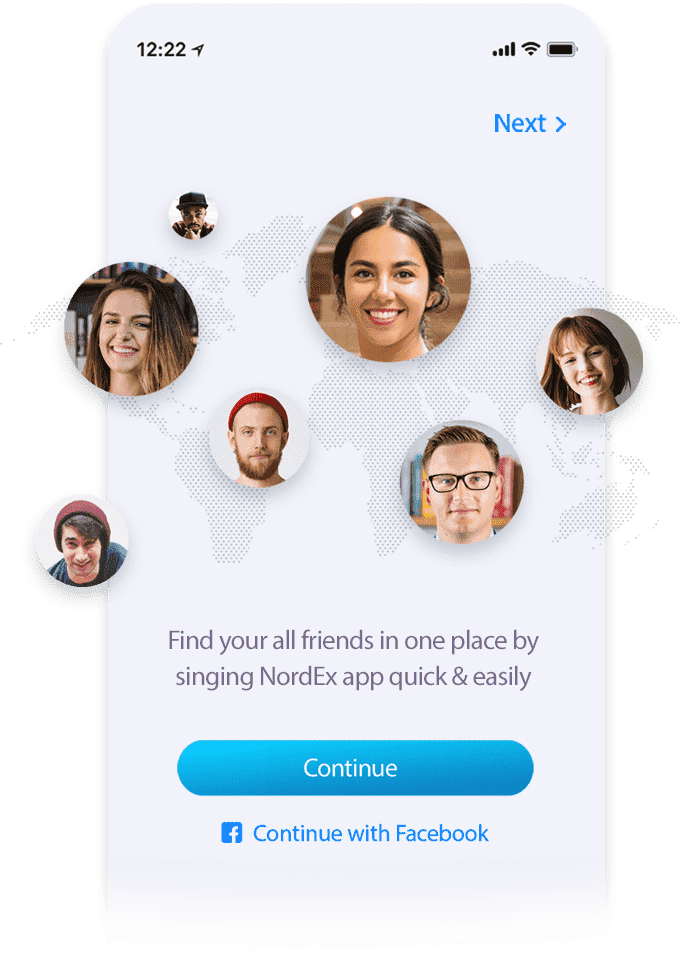 12:22
Next
Find your all friends in one place by
singing NordEx app quick & easily
Continue
Continue with Facebook